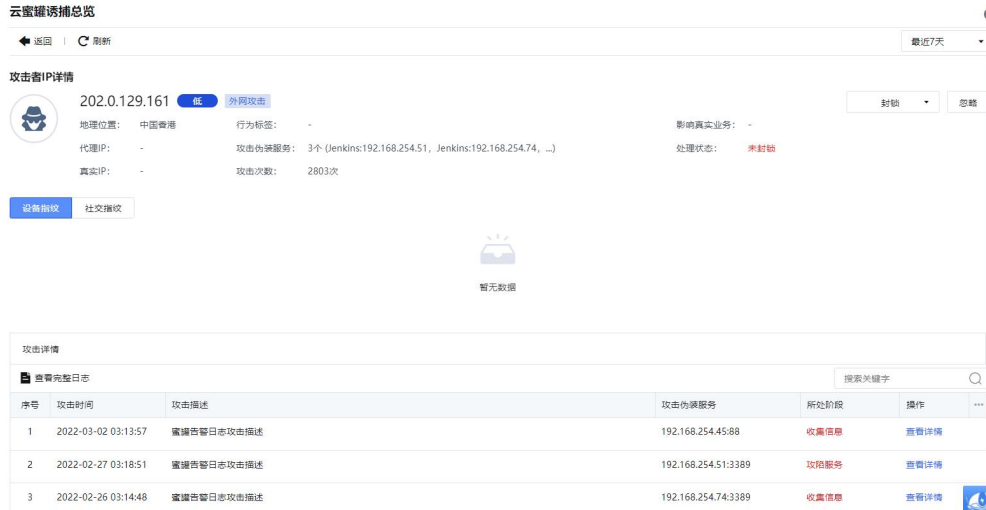 云蜜罐诱捕总览
返回 | 刷新 最近7天
攻击者IP详情
202.0.129.161 低 外网攻击 封锁 忽略
地理位置: 中国香港 行为标签: - 影响真实业务: -
代理IP: - 攻击伪装服务: 3个 (Jenkins:192.168.254.51, Jenkins:192.168.254.74, ...) 处理状态: 未封锁
真实IP: - 攻击次数: 2803次
设备指纹 社交指纹
暂无数据
攻击详情
查看完整日志 搜索关键字
序号 攻击时间 攻击描述 攻击伪装服务 所处阶段 操作 ...
1 2022-03-02 03:13:57 蜜罐告警日志攻击描述 192.168.254.45:88 收集信息 查看详情
2 2022-02-27 03:18:51 蜜罐告警日志攻击描述 192.168.254.51:3389 攻陷服务 查看详情
3 2022-02-26 03:14:48 蜜罐告警日志攻击描述 192.168.254.74:3389 收集信息 查看详情